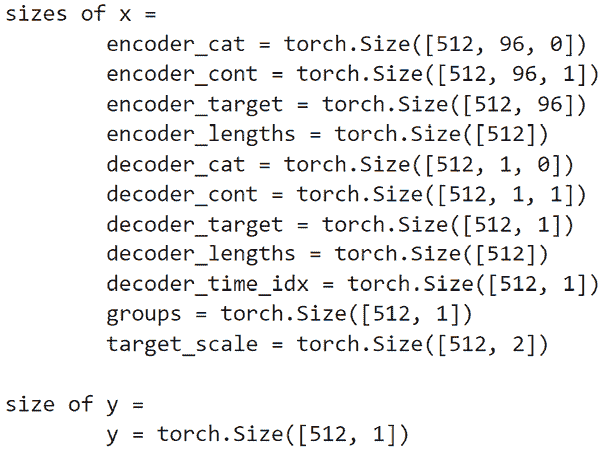 sizes of x =
encoder_cat = torch.Size([512, 96, 0])
encoder_cont = torch.Size([512, 96, 1])
encoder_target = torch.Size([512, 96])
encoder_lengths = torch.Size([512])
decoder_cat = torch.Size([512, 1, 0])
decoder_cont = torch.Size([512, 1, 1])
decoder_target = torch.Size([512, 1])
decoder_lengths = torch.Size([512])
decoder_time_idx = torch.Size([512, 1])
groups = torch.Size([512, 1])
target_scale = torch.Size([512, 2])
size of y =
y = torch.Size([512, 1])